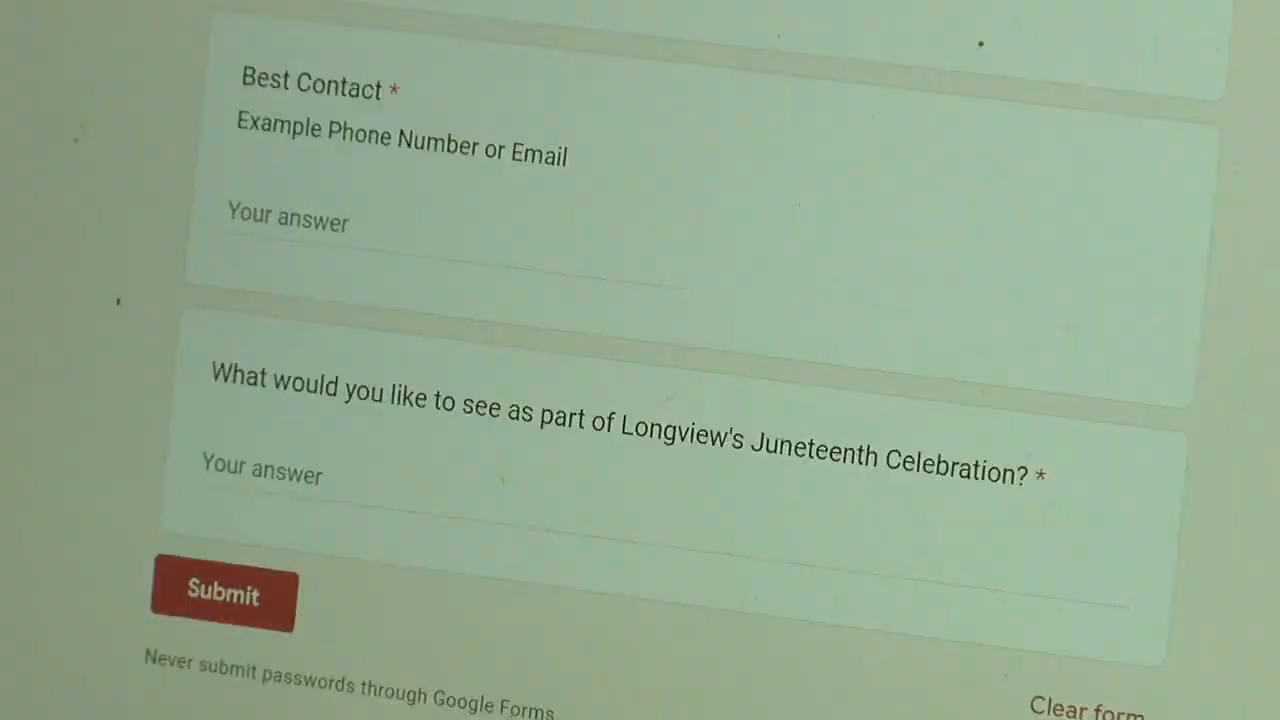 Best Contact *
Example Phone Number or Email
Your answer
What would you like to see as part of Longview's Juneteenth Celebration? *
Your answer
Submit
Never submit passwords through Google Forms
Clear form